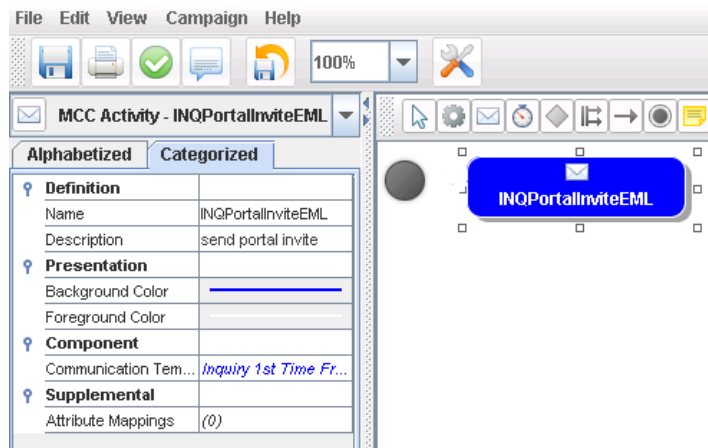 File Edit View Campaign Help
100%
MCC Activity - INQPortalInviteEML
Alphabetized Categorized
Definition
Name INQPortalInviteEML
Description send portal invite
Presentation
Background Color
Foreground Color
Component
Communication Tem... Inquiry 1st Time Fr...
Supplemental
Attribute Mappings (0)
INQPortalInviteEML